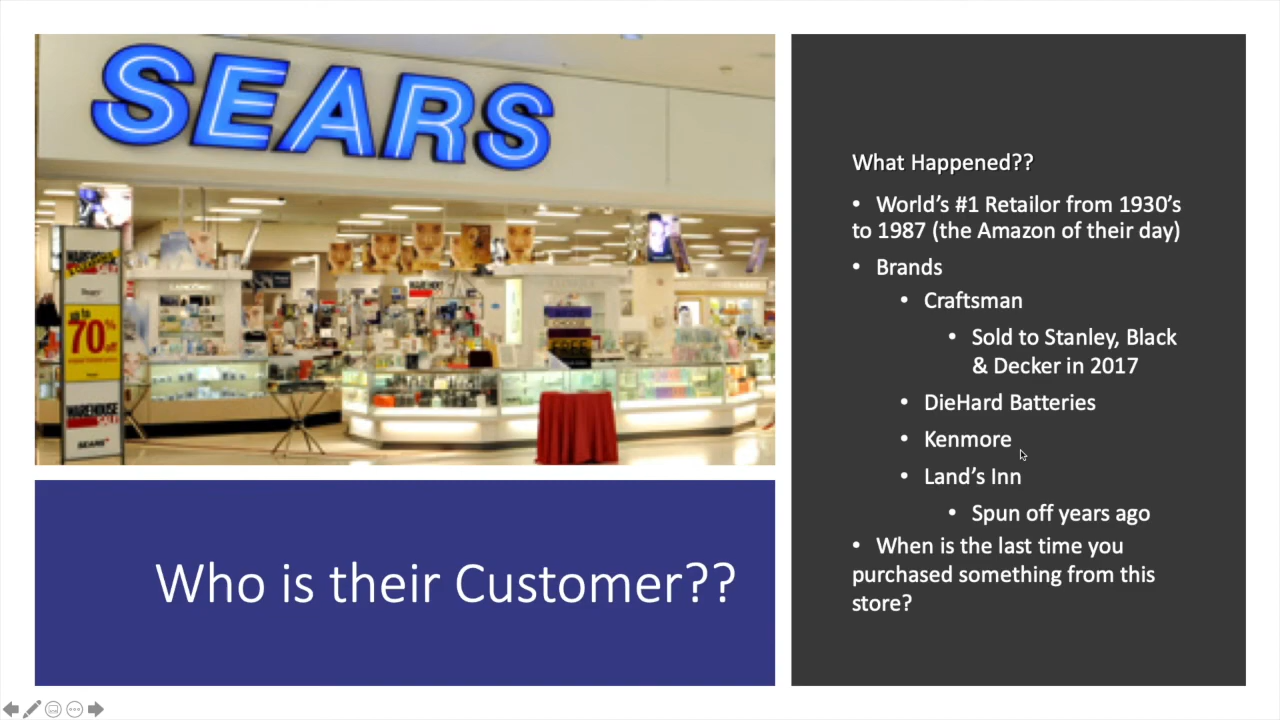 SEARS
up to
70%
WAREHOUSE
SALE
SEARS
Who is their Customer??
What Happened??
• World’s #1 Retailor from 1930’s
to 1987 (the Amazon of their day)
• Brands
• Craftsman
• Sold to Stanley, Black
& Decker in 2017
• DieHard Batteries
• Kenmore
• Land’s Inn
• Spun off years ago
• When is the last time you
purchased something from this
store?